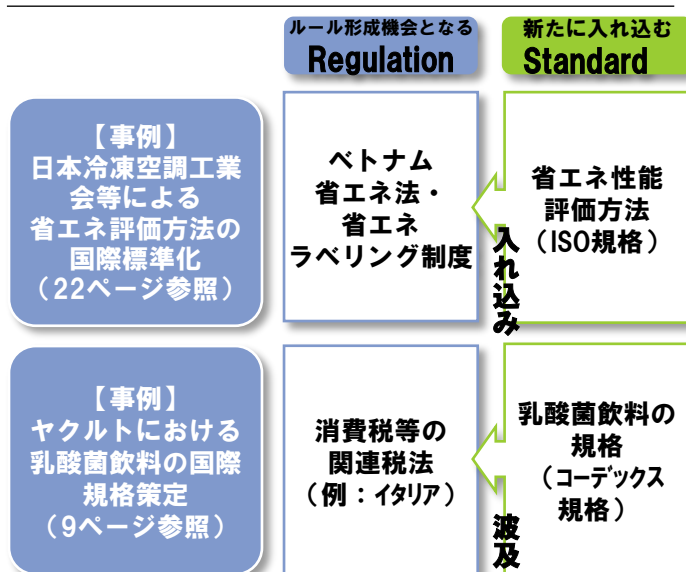 ルール形成機会となる
Regulation
新たに入れ込む
Standard
【事例】
日本冷凍空調工業
会等による
省エネ評価方法の
国際標準化
（22ページ参照）
ベトナム
省エネ法・
省エネ
ラベリング制度
入れ込み
省エネ性能
評価方法
（ISO規格）
【事例】
ヤクルトにおける
乳酸菌飲料の国際
規格策定
（9ページ参照）
消費税等の
関連税法
（例：イタリア）
波及
乳酸菌飲料の
規格
（コーデックス
規格）